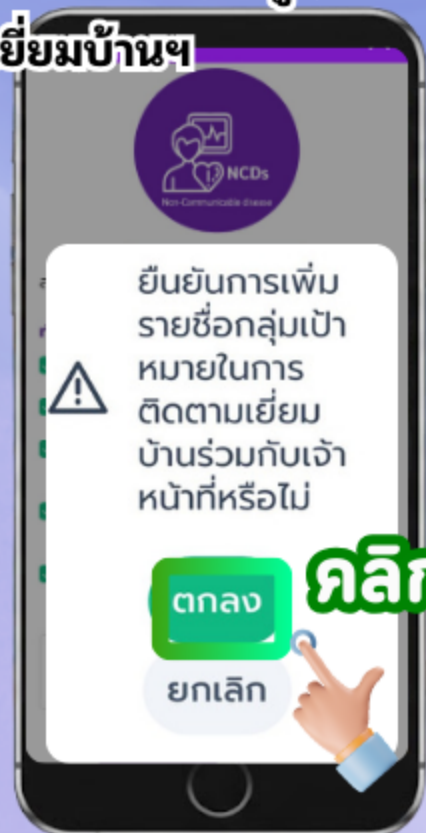 ยี่ยมบ้านฯ
NCDs
Non-Communicable disease
ยืนยันการเพิ่ม
รายชื่อกลุ่มเป้า
หมายในการ
ติดตามเยี่ยม
บ้านร่วมกับเจ้า
หน้าที่หรือไม่
ตกลง
คลิก
ยกเลิก